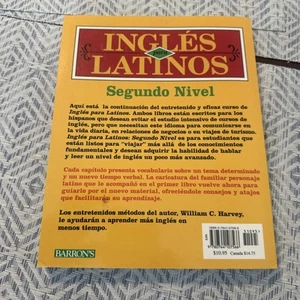 INGLÉS
para
LATINOS
Segundo Nivel
Aquí está la continuación del entretenido y eficaz curso de
Inglés para Latinos. Ambos libros están escritos para los
hispanos que desean evitar el estudio intensivo de cursos de
inglés, pero que necesitan este idioma para comunicarse en
la vida diaria, en relaciones de negocios o en viajes de turismo.
Inglés para Latinos: Segundo Nivel es para estudiantes que
están listos para "viajar" más allá de los conocimientos
fundamentales y desean adquirir la habilidad de hablar
y leer un nivel de inglés un poco más avanzado.
Cada capítulo presenta vocabulario sobre un tema determinado
y un nuevo tiempo verbal. La caricatura del familiar personaje
latino que le acompañó en el primer libro vuelve ahora para
guiarle por el nuevo material, ofreciéndole consejos y atajos
que facilitarán su aprendizaje.
Los entretenidos métodos del autor, William C. Harvey,
le ayudarán a aprender más inglés en
menos tiempo.
BARRON'S
$10.95 Canada $14.75